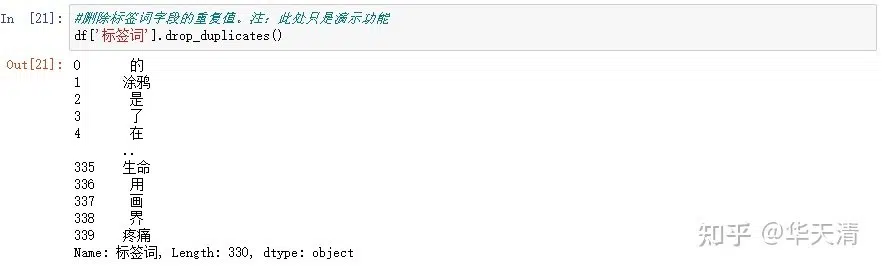 In [21]: #删除标签词字段的重复值。注：此处只是演示功能
df['标签词'].drop_duplicates()
Out[21]: 0 的
1 涂鸦
2 是
3 了
4 在
..
335 生命
336 用
337 画
338 界
339 疼痛
Name: 标签词, Length: 330, dtype: object
知乎 @华天清